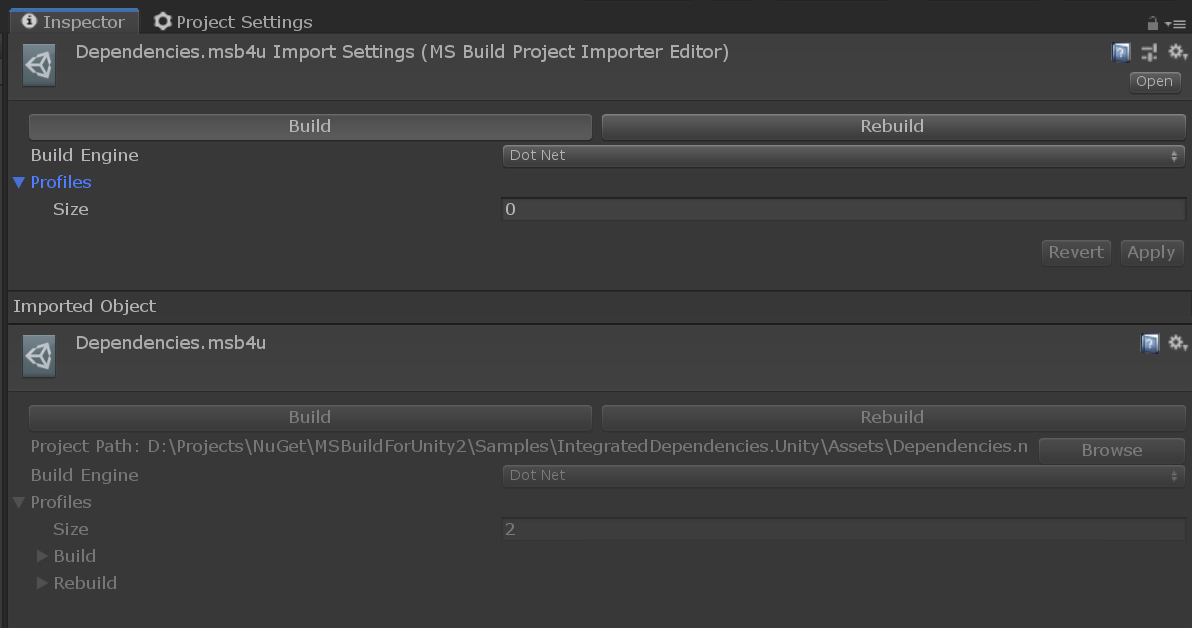 Inspector Project Settings
Dependencies.msb4u Import Settings (MS Build Project Importer Editor)
Open
Build Rebuild
Build Engine Dot Net
Profiles
Size 0
Revert Apply
Imported Object
Dependencies.msb4u
Build Rebuild
Project Path: D:\Projects\NuGet\MSBuildForUnity2\Samples\IntegratedDependencies.Unity\Assets\Dependencies.n Browse
Build Engine Dot Net
Profiles
Size 2
Build
Rebuild